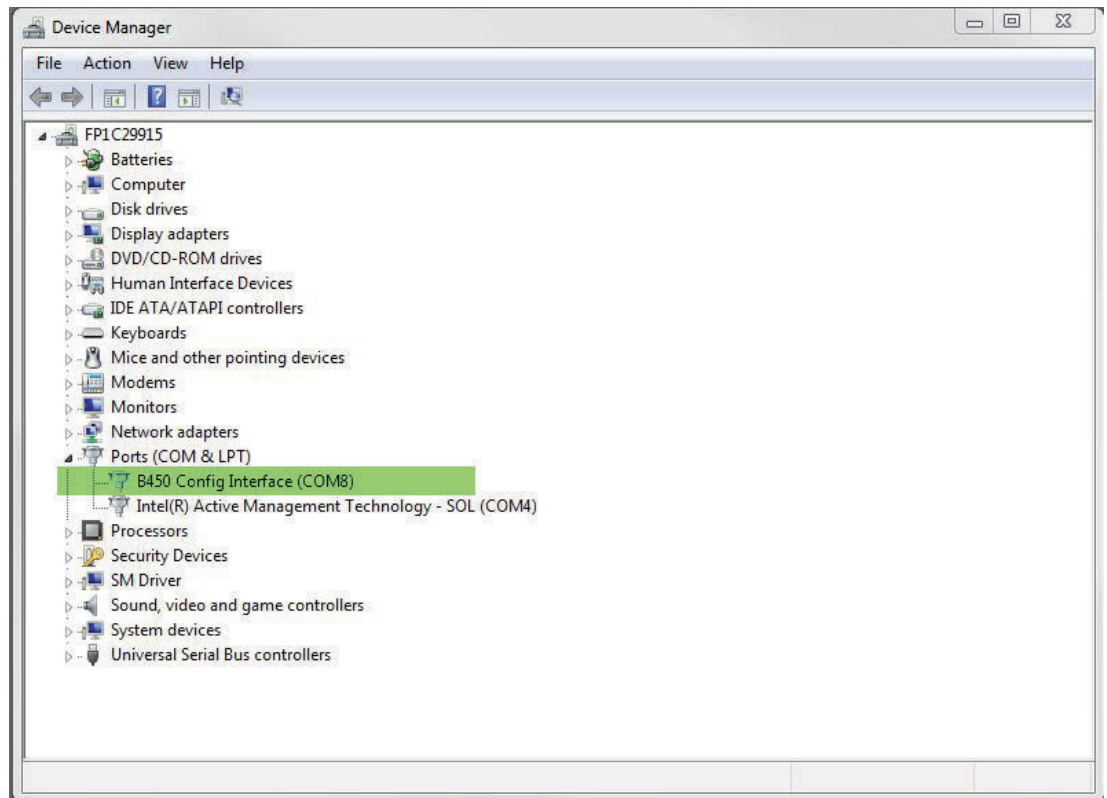 Device Manager
File Action View Help
FP1C29915
Batteries
Computer
Disk drives
Display adapters
DVD/CD-ROM drives
Human Interface Devices
IDE ATA/ATAPI controllers
Keyboards
Mice and other pointing devices
Modems
Monitors
Network adapters
Ports (COM & LPT)
B450 Config Interface (COM8)
Intel(R) Active Management Technology - SOL (COM4)
Processors
Security Devices
SM Driver
Sound, video and game controllers
System devices
Universal Serial Bus controllers